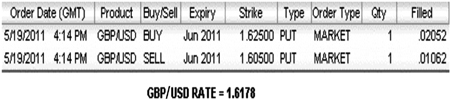 Order Date (GMT) Product Buy/Sell Expiry Strike Type Order Type Qty Filled
5/19/2011 4:14 PM GBP/USD BUY Jun 2011 1.62500 PUT MARKET 1 .02052
5/19/2011 4:14 PM GBP/USD SELL Jun 2011 1.60500 PUT MARKET 1 .01062
GBP/USD RATE = 1.6178